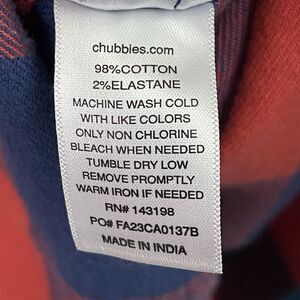 chubbies.com
98%COTTON
2%ELASTANE
MACHINE WASH COLD
WITH LIKE COLORS
ONLY NON CHLORINE
BLEACH WHEN NEEDED
TUMBLE DRY LOW
REMOVE PROMPTLY
WARM IRON IF NEEDED
RN# 143198
PO# FA23CA0137B
MADE IN INDIA